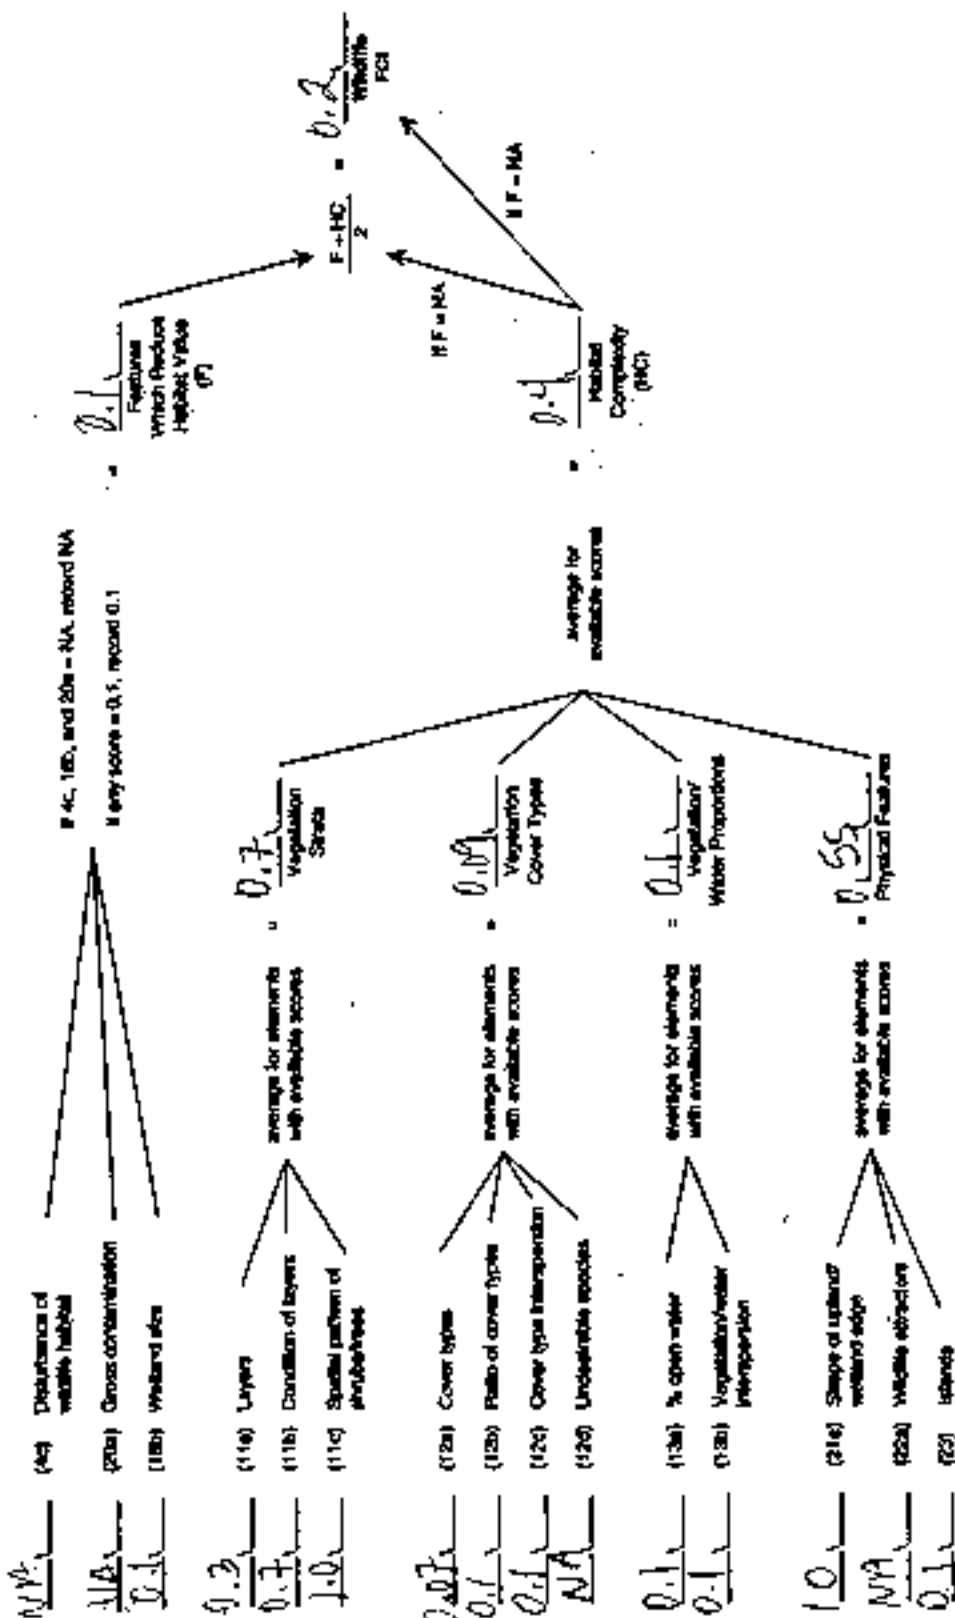 NA (4c) Disturbance of
wildlife habitat
NA (20a) Gross contamination
0.1 (18b) Wetland size
If 4c, 18b, and 20a = NA, record NA
If any score = 0.1, record 0.1
=
0.1
Features
Which Reduce
Habitat Value
(F)
0.3 (11a) Layers
0.7 (11b) Condition of layers
1.0 (11c) Spatial pattern of
shrubs/trees
average for elements
with available scores
=
0.7
Vegetation
Strata
0.07 (12a) Cover types
0.1 (12b) Ratio of cover types
0.1 (12c) Cover type interspersion
NA (12d) Undesirable species
average for elements
with available scores
=
0.09
Vegetation
Cover Types
0.1 (13a) % open water
0.1 (13b) Vegetation/water
interspersion
average for elements
with available scores
=
0.1
Vegetation/
Water Proportions
1.0 (21c) Shape of upland/
wetland edge
NA (22a) Wildlife attractors
0.1 (23) Islands
average for elements
with available scores
=
0.55
Physical Features
average for
available scores
=
0.4
Habitat
Complexity
(HC)
If F = NA
If F = NA
F + HC
2
=
0.2
Wildlife
FCI